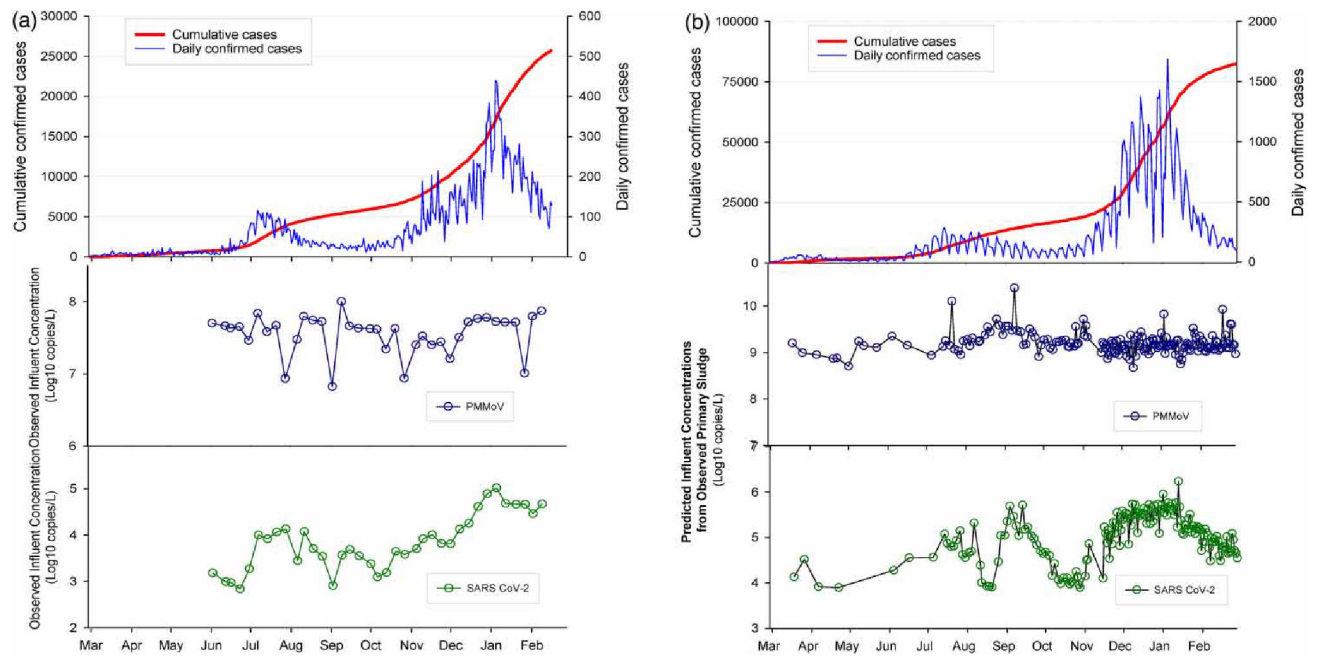 (a)
30000
25000
20000
15000
10000
5000
0
Cumulative confirmed cases
Cumulative cases
Daily confirmed cases
600
500
400
300
200
100
0
Daily confirmed cases
8
7
6
Observed Influent Concentration
(Log10 copies/L)
PMMoV
5
4
3
2
Observed Influent Concentration
(Log10 copies/L)
SARS CoV-2
Mar Apr May Jun Jul Aug Sep Oct Nov Dec Jan Feb
(b)
100000
75000
50000
25000
0
Cumulative confirmed cases
Cumulative cases
Daily confirmed cases
2000
1500
1000
500
0
Daily confirmed cases
10
9
8
7
PMMoV
Predicted Influent Concentrations
from Observed Primary Sludge
(Log10 copies/L)
6
5
4
3
SARS CoV-2
Mar Apr May Jun Jul Aug Sep Oct Nov Dec Jan Feb